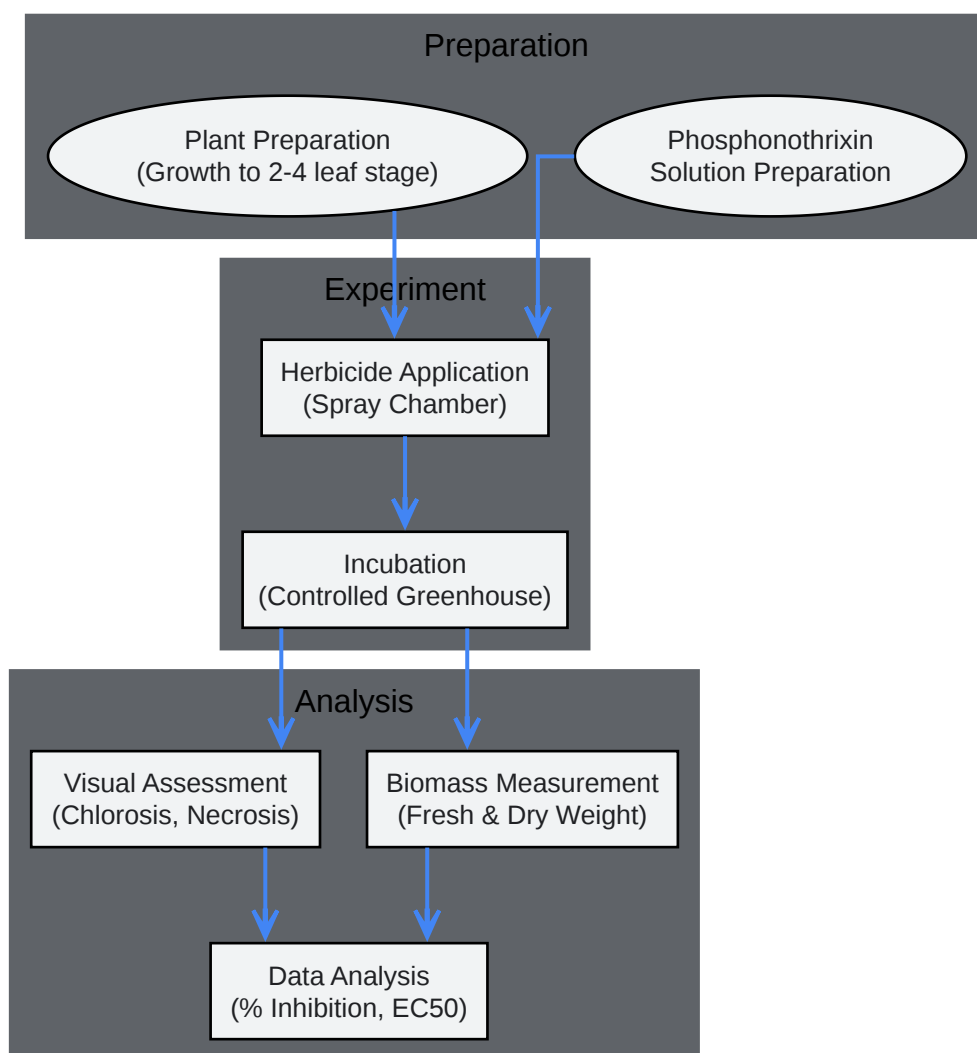 Preparation
Plant Preparation
(Growth to 2-4 leaf stage)
Phosphonothrixin
Solution Preparation
Experiment
Herbicide Application
(Spray Chamber)
Incubation
(Controlled Greenhouse)
Analysis
Visual Assessment
(Chlorosis, Necrosis)
Biomass Measurement
(Fresh & Dry Weight)
Data Analysis
(% Inhibition, EC50)